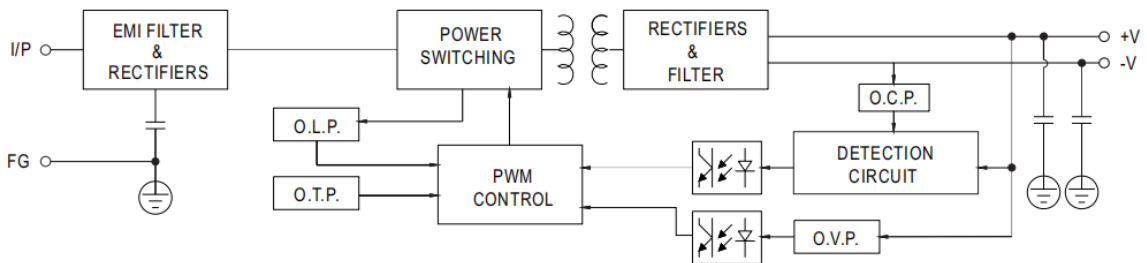 I/P
EMI FILTER
&
RECTIFIERS
POWER
SWITCHING
RECTIFIERS
&
FILTER
+V
-V
O.C.P.
O.L.P.
FG
PWM
CONTROL
DETECTION
CIRCUIT
O.T.P.
O.V.P.